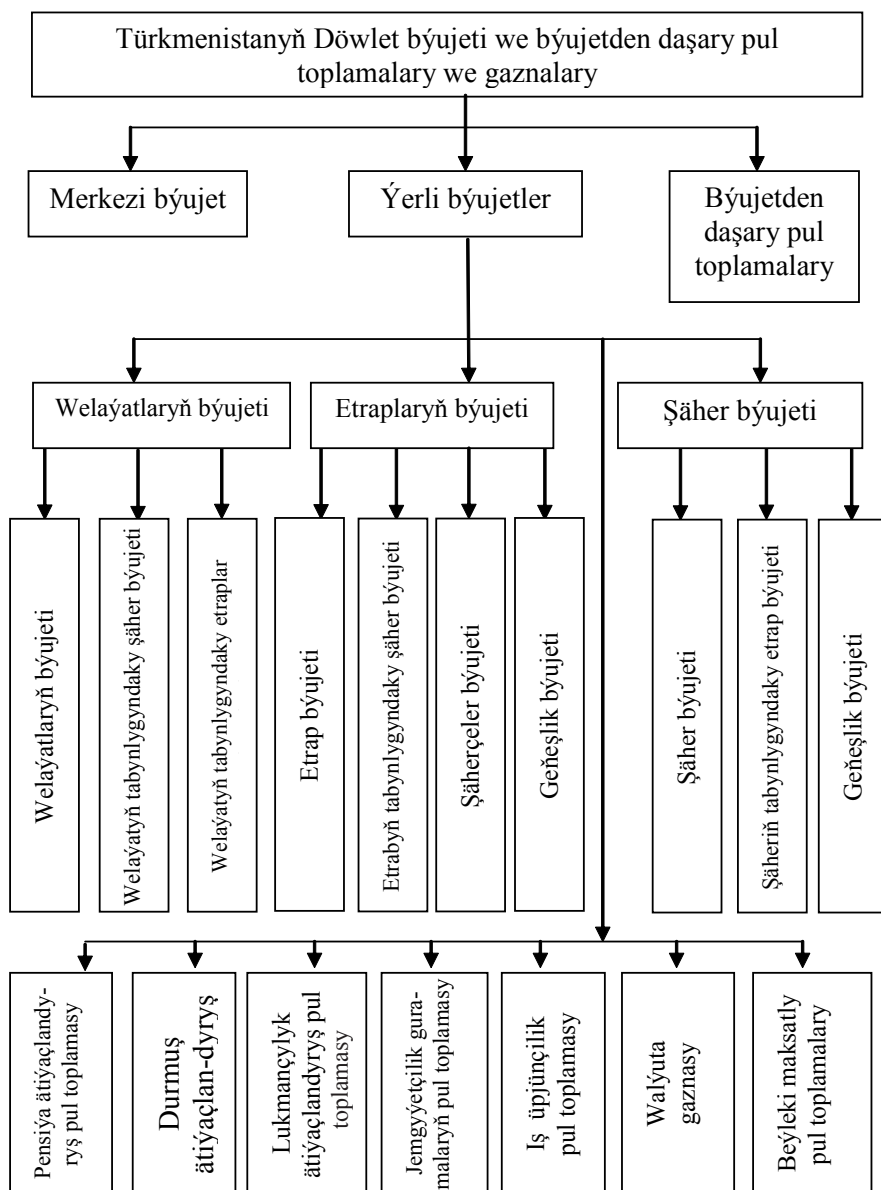 Türkmenistanyň Döwlet býujeti we býujetden daşary pul
toplamalary we gaznalary
Merkezi býujet
Ýerli býujetler
Býujetden
daşary pul
toplamalary
Welaýatlaryň býujeti
Etraplaryň býujeti
Şäher býujeti
Welaýatlaryň býujeti
Welaýatyň tabynlygyndaky şäher býujeti
Welaýatyň tabynlygyndaky etraplar
Etrap býujeti
Etrabyň tabynlygyndaky şäher býujeti
Şäherçeler býujeti
Geňeşlik býujeti
Şäher býujeti
Şäheriň tabynlygyndaky etrap býujeti
Geňeşlik býujeti
Pensiýa ätiýaçlandy-
ryş pul toplamasy
Durmuş
ätiýaçlan-dyryş
Lukmançylyk
ätiýaçlandyryş pul
toplamasy
Jemgyýetçilik gura-
malaryň pul toplamasy
Iş üpjünçilik
pul toplamasy
Walýuta
gaznasy
Beýleki maksatly
pul toplamalary